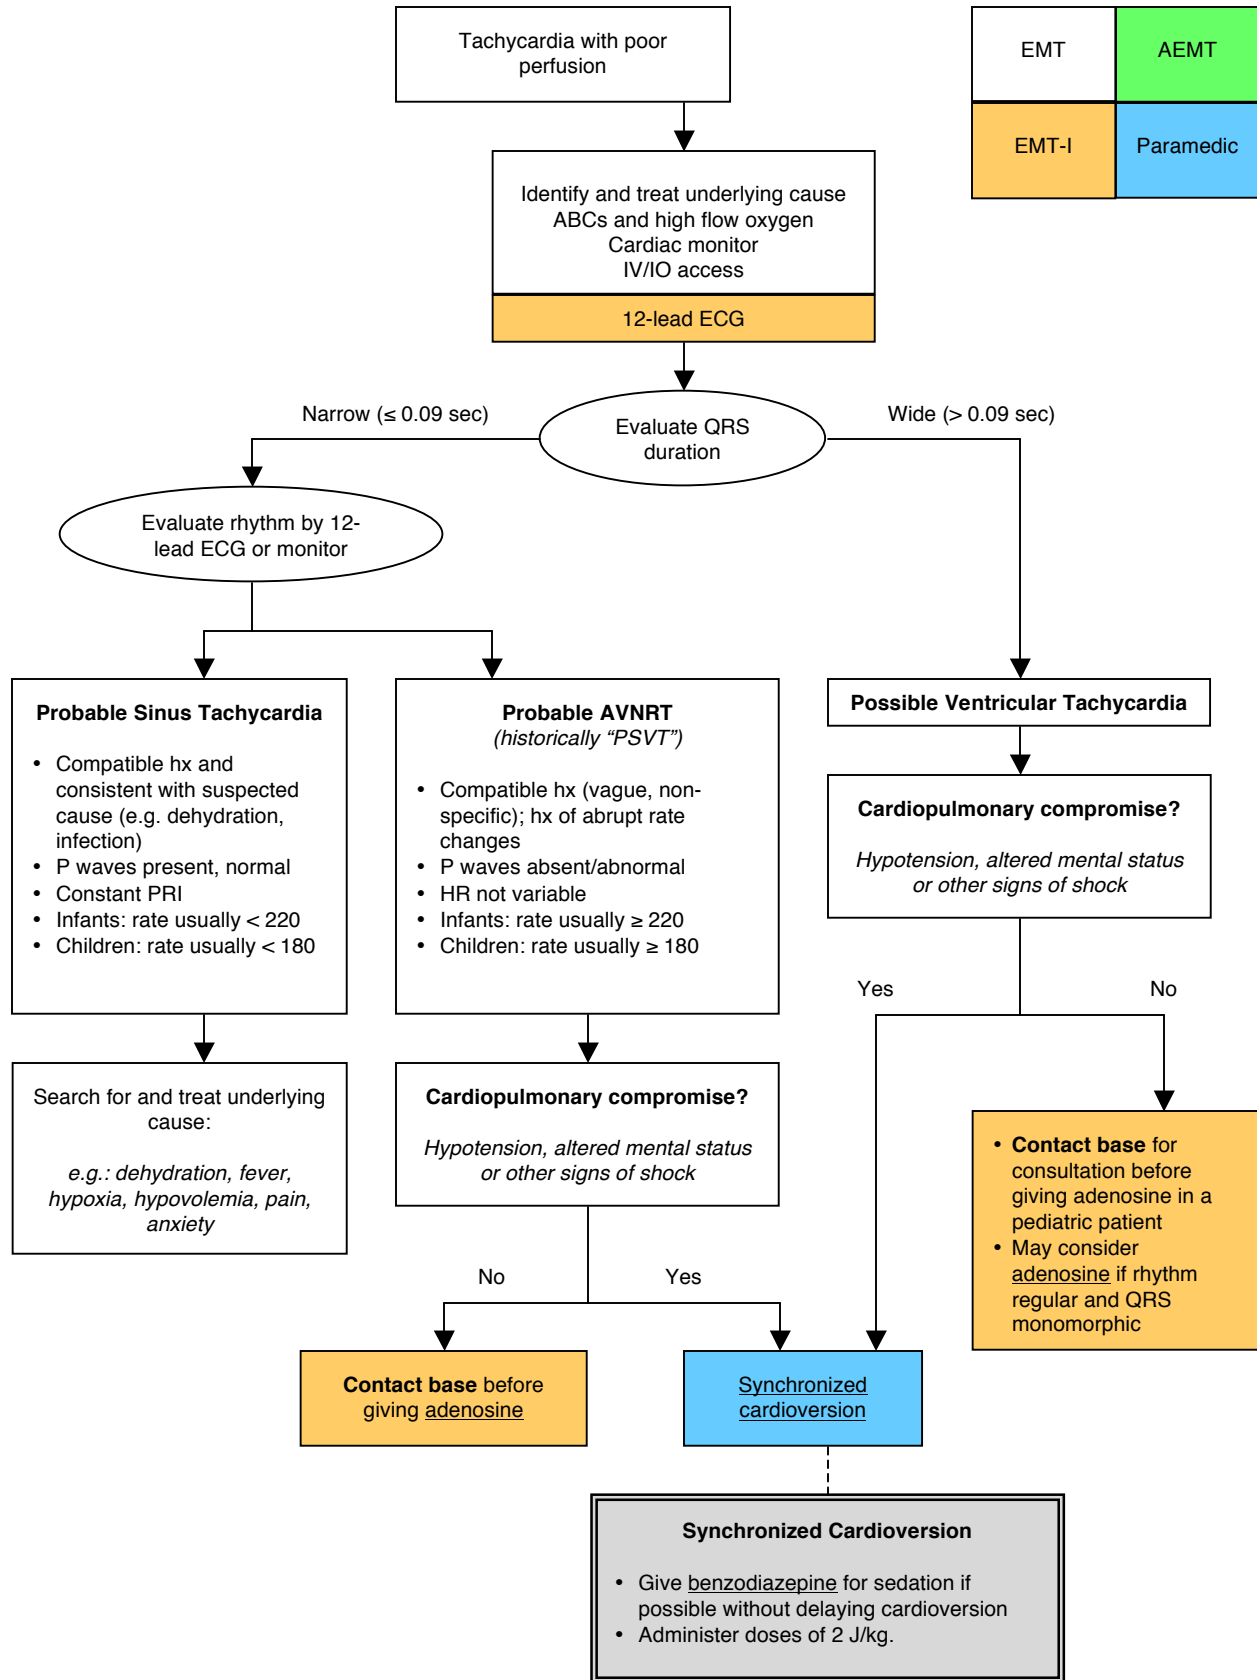 Tachycardia with poor
perfusion
EMT
AEMT
EMT-I
Paramedic
Identify and treat underlying cause
ABCs and high flow oxygen
Cardiac monitor
IV/IO access
12-lead ECG
Narrow (≤ 0.09 sec)
Evaluate QRS
duration
Wide (> 0.09 sec)
Evaluate rhythm by 12-
lead ECG or monitor
Probable Sinus Tachycardia
• Compatible hx and
consistent with suspected
cause (e.g. dehydration,
infection)
• P waves present, normal
• Constant PRI
• Infants: rate usually < 220
• Children: rate usually < 180
Probable AVNRT
(historically “PSVT”)
• Compatible hx (vague, non-
specific); hx of abrupt rate
changes
• P waves absent/abnormal
• HR not variable
• Infants: rate usually ≥ 220
• Children: rate usually ≥ 180
Possible Ventricular Tachycardia
Cardiopulmonary compromise?
Hypotension, altered mental status
or other signs of shock
Yes
No
Search for and treat underlying
cause:
e.g.: dehydration, fever,
hypoxia, hypovolemia, pain,
anxiety
Cardiopulmonary compromise?
Hypotension, altered mental status
or other signs of shock
No
Yes
• Contact base for
consultation before
giving adenosine in a
pediatric patient
• May consider
adenosine if rhythm
regular and QRS
monomorphic
Contact base before
giving adenosine
Synchronized
cardioversion
Synchronized Cardioversion
• Give benzodiazepine for sedation if
possible without delaying cardioversion
• Administer doses of 2 J/kg.